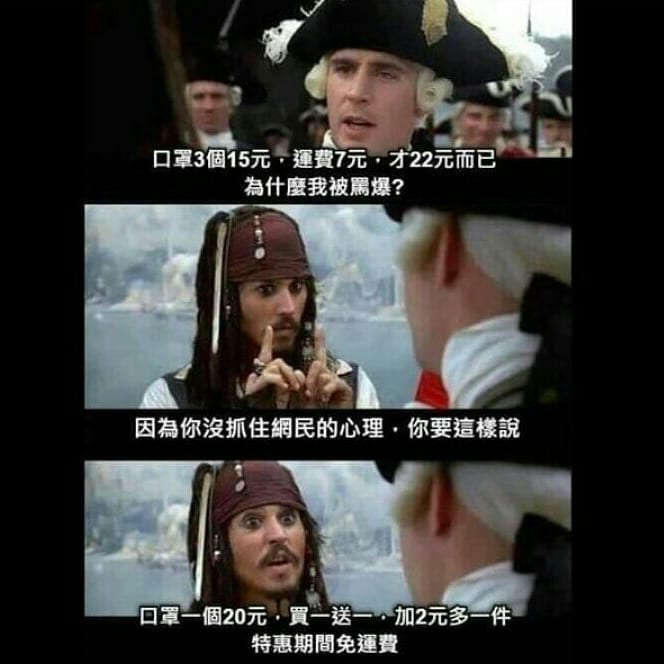 口罩3個15元，運費7元，才22元而已
為什麼我被罵爆?
因為你沒抓住網民的心理，你要這樣說
口罩一個20元，買一送一，加2元多一件
特惠期間免運費